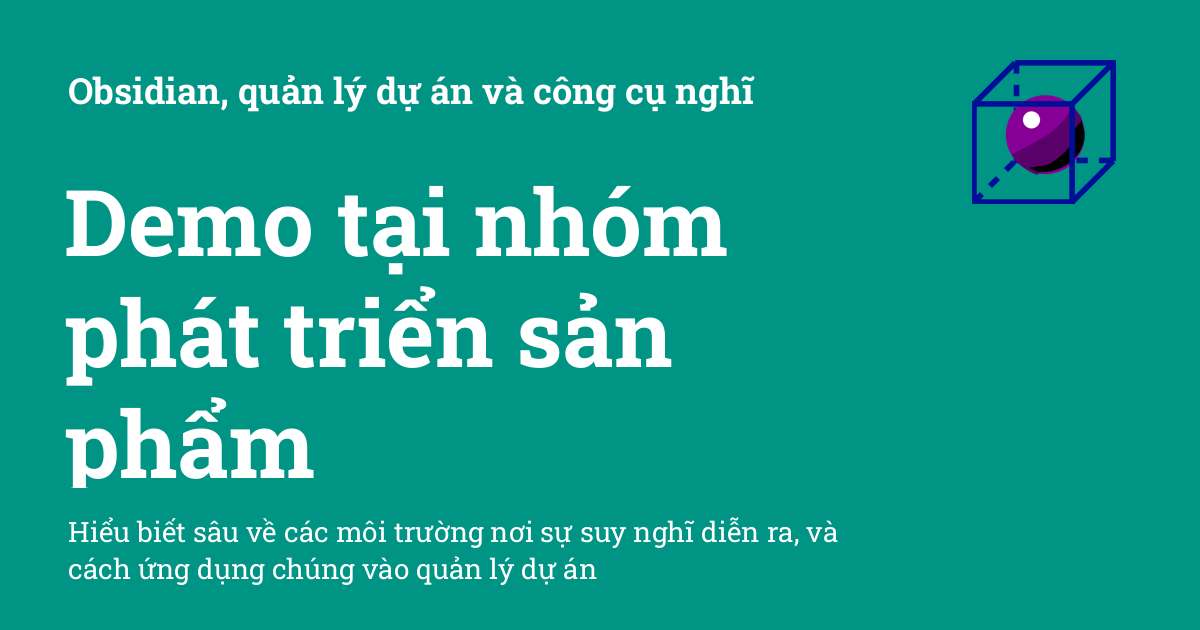 Obsidian, quản lý dự án và công cụ nghĩ
Demo tại nhóm
phát triển sản
phẩm
Hiểu biết sâu về các môi trường nơi sự suy nghĩ diễn ra, và
cách ứng dụng chúng vào quản lý dự án